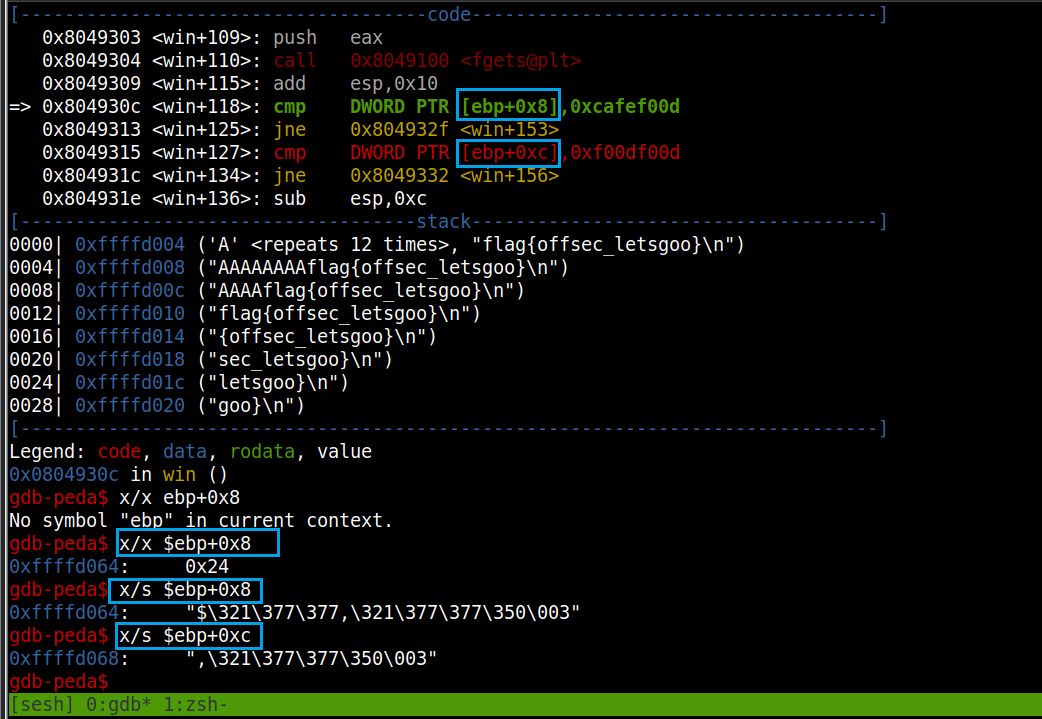 [-------------------------------------code-------------------------------------]
   0x8049303 <win+109>: push   eax
   0x8049304 <win+110>: call   0x8049100 <fgets@plt>
   0x8049309 <win+115>: add    esp,0x10
=> 0x804930c <win+118>: cmp    DWORD PTR [ebp+0x8],0xcafef00d
   0x8049313 <win+125>: jne    0x804932f <win+153>
   0x8049315 <win+127>: cmp    DWORD PTR [ebp+0xc],0xf00df00d
   0x804931c <win+134>: jne    0x8049332 <win+156>
   0x804931e <win+136>: sub    esp,0xc
[------------------------------------stack-------------------------------------]
0000| 0xffffd004 ('A' <repeats 12 times>, "flag{offsec_letsgoo}\n")
0004| 0xffffd008 ("AAAAAAAAflag{offsec_letsgoo}\n")
0008| 0xffffd00c ("AAAAflag{offsec_letsgoo}\n")
0012| 0xffffd010 ("flag{offsec_letsgoo}\n")
0016| 0xffffd014 ("{offsec_letsgoo}\n")
0020| 0xffffd018 ("sec_letsgoo}\n")
0024| 0xffffd01c ("letsgoo}\n")
0028| 0xffffd020 ("goo}\n")
[------------------------------------------------------------------------------]
Legend: code, data, rodata, value
0x0804930c in win ()
gdb-peda$ x/x ebp+0x8
No symbol "ebp" in current context.
gdb-peda$ x/x $ebp+0x8
0xffffd064:     0x24
gdb-peda$ x/s $ebp+0x8
0xffffd064:     "$\321\377\377,\321\377\377\350\003"
gdb-peda$ x/s $ebp+0xc
0xffffd068:     ",\321\377\377\350\003"
gdb-peda$
[sesh] 0:gdb* 1:zsh-